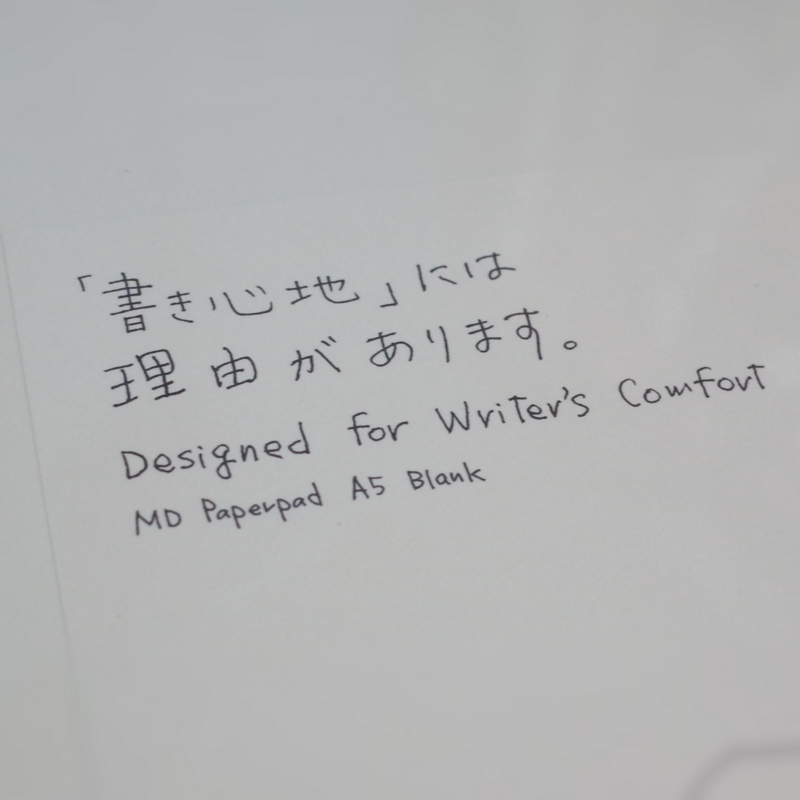 「書き心地」には
理由があります。
Designed for Writer's Comfort
MD Paperpad A5 Blank